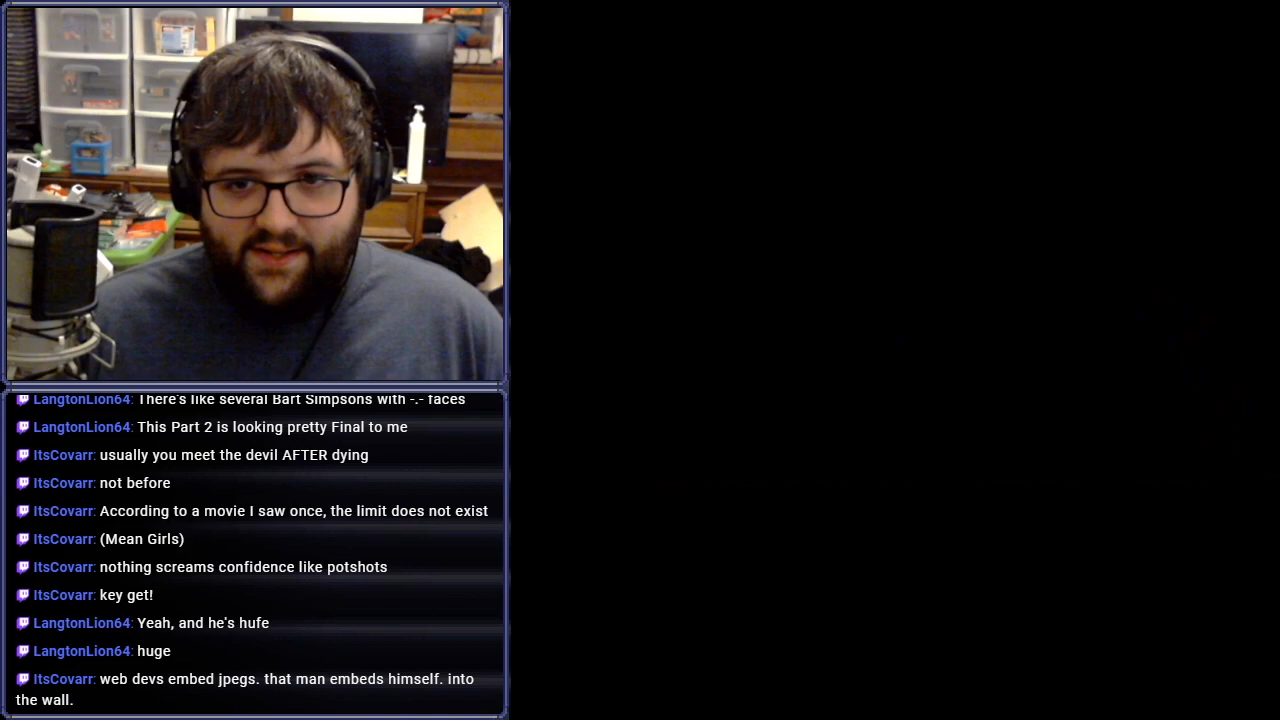 LangtonLion64: There's like several Bart Simpsons with -.- faces
LangtonLion64: This Part 2 is looking pretty Final to me
ItsCovarr: usually you meet the devil AFTER dying
ItsCovarr: not before
ItsCovarr: According to a movie I saw once, the limit does not exist
ItsCovarr: (Mean Girls)
ItsCovarr: nothing screams confidence like potshots
ItsCovarr: key get!
LangtonLion64: Yeah, and he's hufe
LangtonLion64: huge
ItsCovarr: web devs embed jpegs. that man embeds himself. into
the wall.